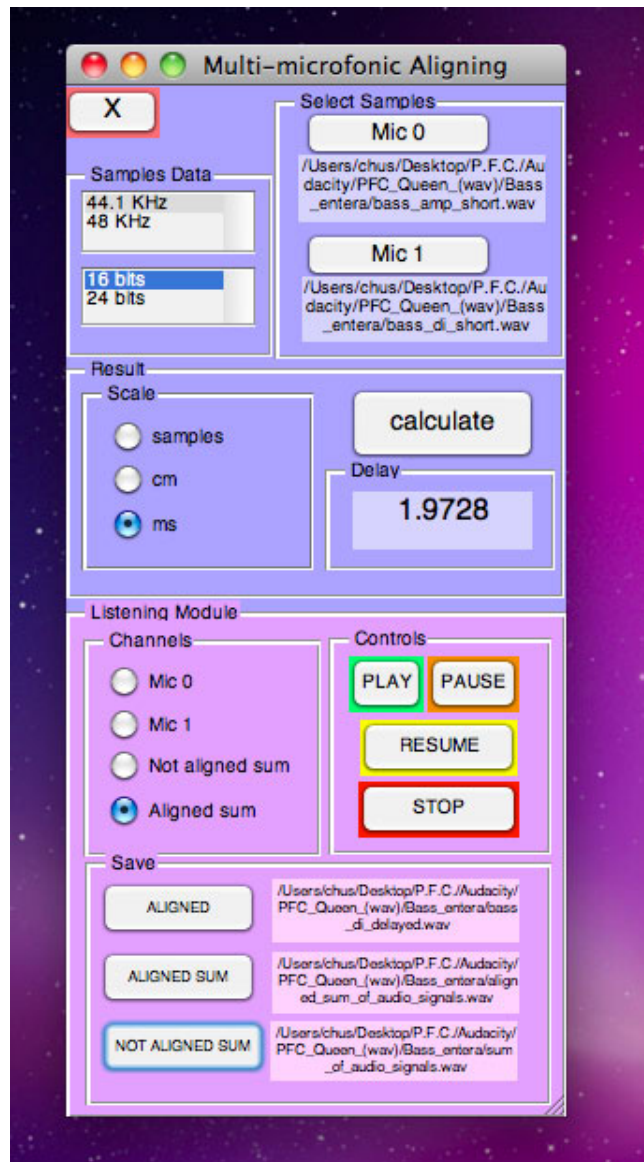 Multi-microfonic Aligning
X
Select Samples
Mic 0
/Users/chus/Desktop/P.F.C./Au
dacity/PFC_Queen_(wav)/Bass
_entera/bass_amp_short.wav
Mic 1
/Users/chus/Desktop/P.F.C./Au
dacity/PFC_Queen_(wav)/Bass
_entera/bass_di_short.wav
Samples Data
44.1 KHz
48 KHz
16 bits
24 bits
Result
Scale
samples
cm
ms
calculate
Delay
1.9728
Listening Module
Channels
Mic 0
Mic 1
Not aligned sum
Aligned sum
Controls
PLAY PAUSE
RESUME
STOP
Save
ALIGNED
/Users/chus/Desktop/P.F.C./Audacity/
PFC_Queen_(wav)/Bass_entera/bass
_di_delayed.wav
ALIGNED SUM
/Users/chus/Desktop/P.F.C./Audacity/
PFC_Queen_(wav)/Bass_entera/align
ed_sum_of_audio_signals.wav
NOT ALIGNED SUM
/Users/chus/Desktop/P.F.C./Audacity/
PFC_Queen_(wav)/Bass_entera/sum
_of_audio_signals.wav